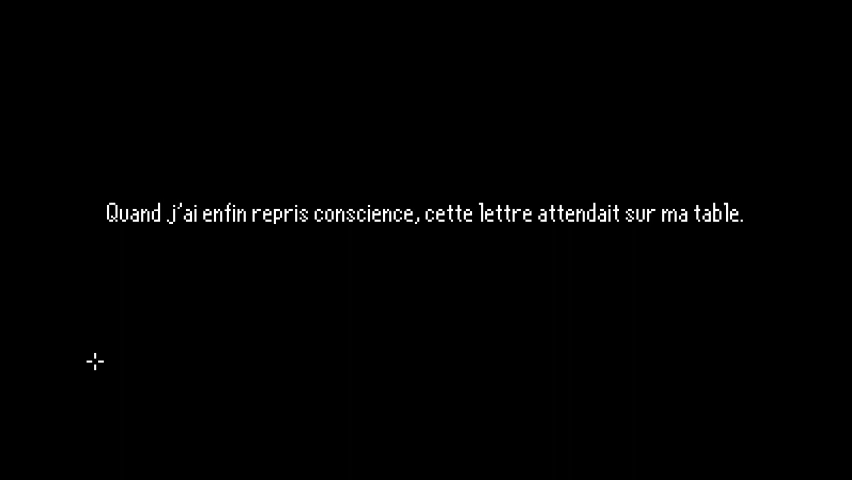 Quand j'ai enfin repris conscience, cette lettre attendait sur ma table.